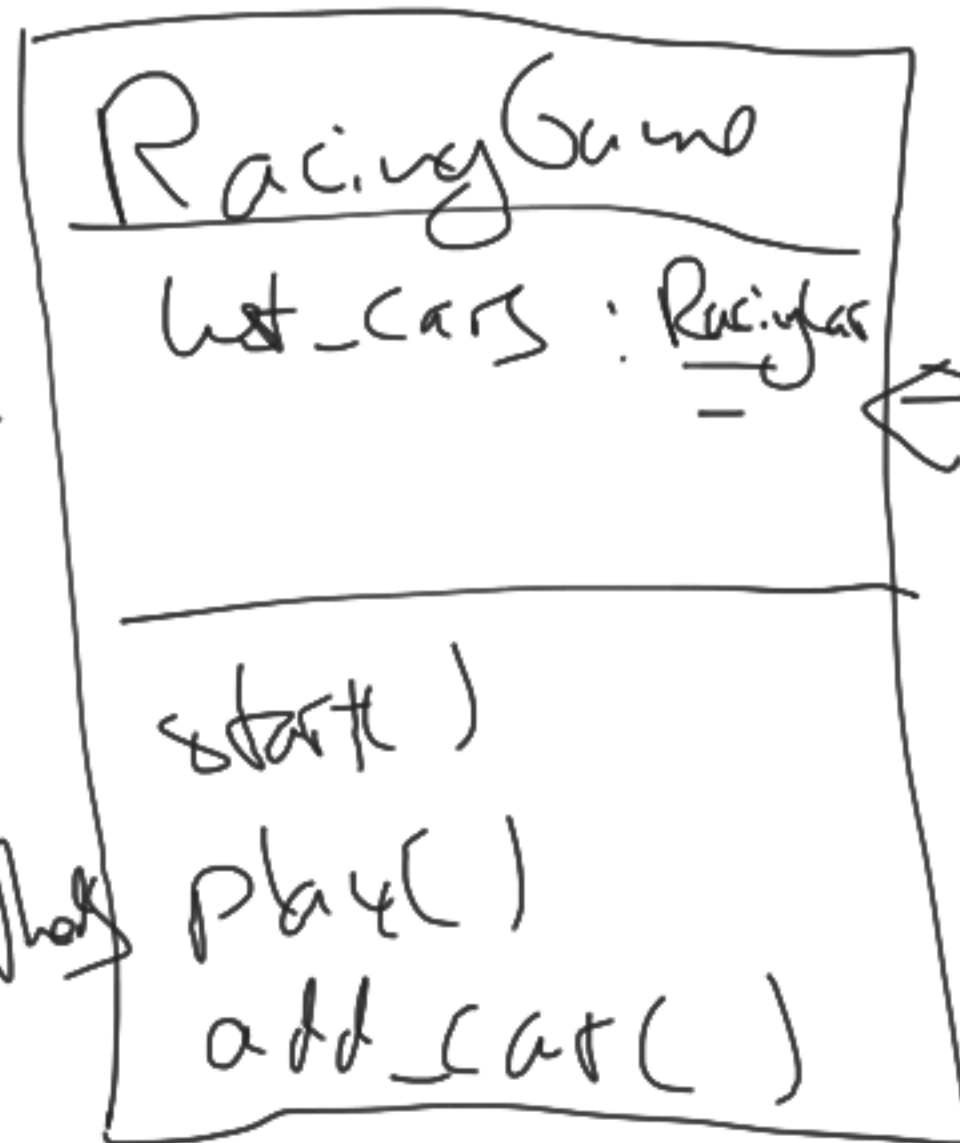 RacingGame
list_cars : RacingCar
start()
play()
add_car()